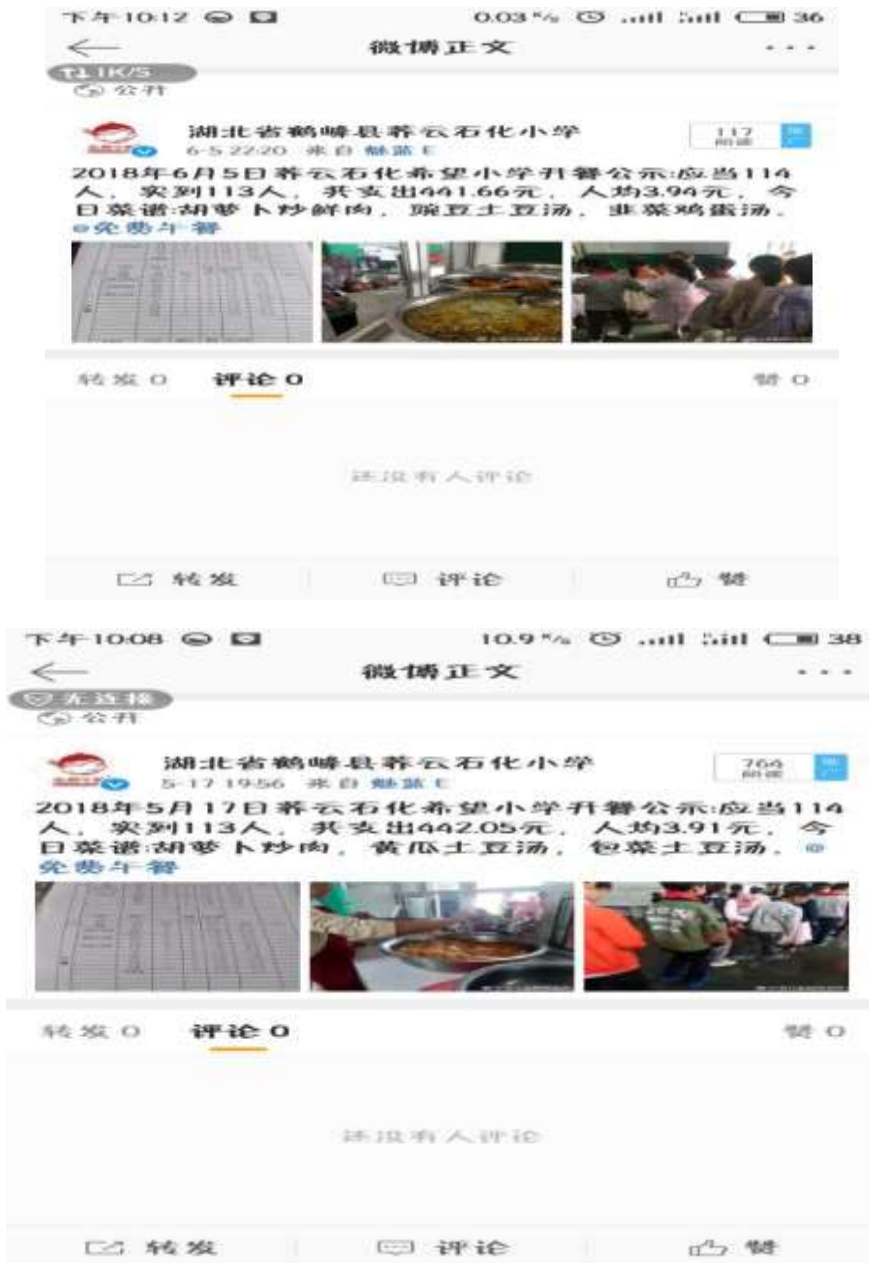 下午10:12 0.03 K/s 36
微博正文
↑↓ 1K/S
公开
湖北省鹤峰县养云石化小学
117
阅读
6-5 22:20 来自 魅蓝 E
2018年6月5日养云石化希望小学开餐公示:应当114
人，实到113人，共支出441.66元，人均3.94元，今
日菜谱:胡萝卜炒鲜肉，豌豆土豆汤，韭菜鸡蛋汤，
@免费午餐
转发 0 评论 0 赞 0
还没有人评论
转发 评论 赞
下午10:08 10.9 K/s 38
微博正文
无连接
公开
湖北省鹤峰县养云石化小学
764
阅读
5-17 19:56 来自 魅蓝 E
2018年5月17日养云石化希望小学开餐公示:应当114
人，实到113人，共支出442.05元，人均3.91元，今
日菜谱:胡萝卜炒肉，黄瓜土豆汤，包菜土豆汤，@
免费午餐
转发 0 评论 0 赞 0
还没有人评论
转发 评论 赞